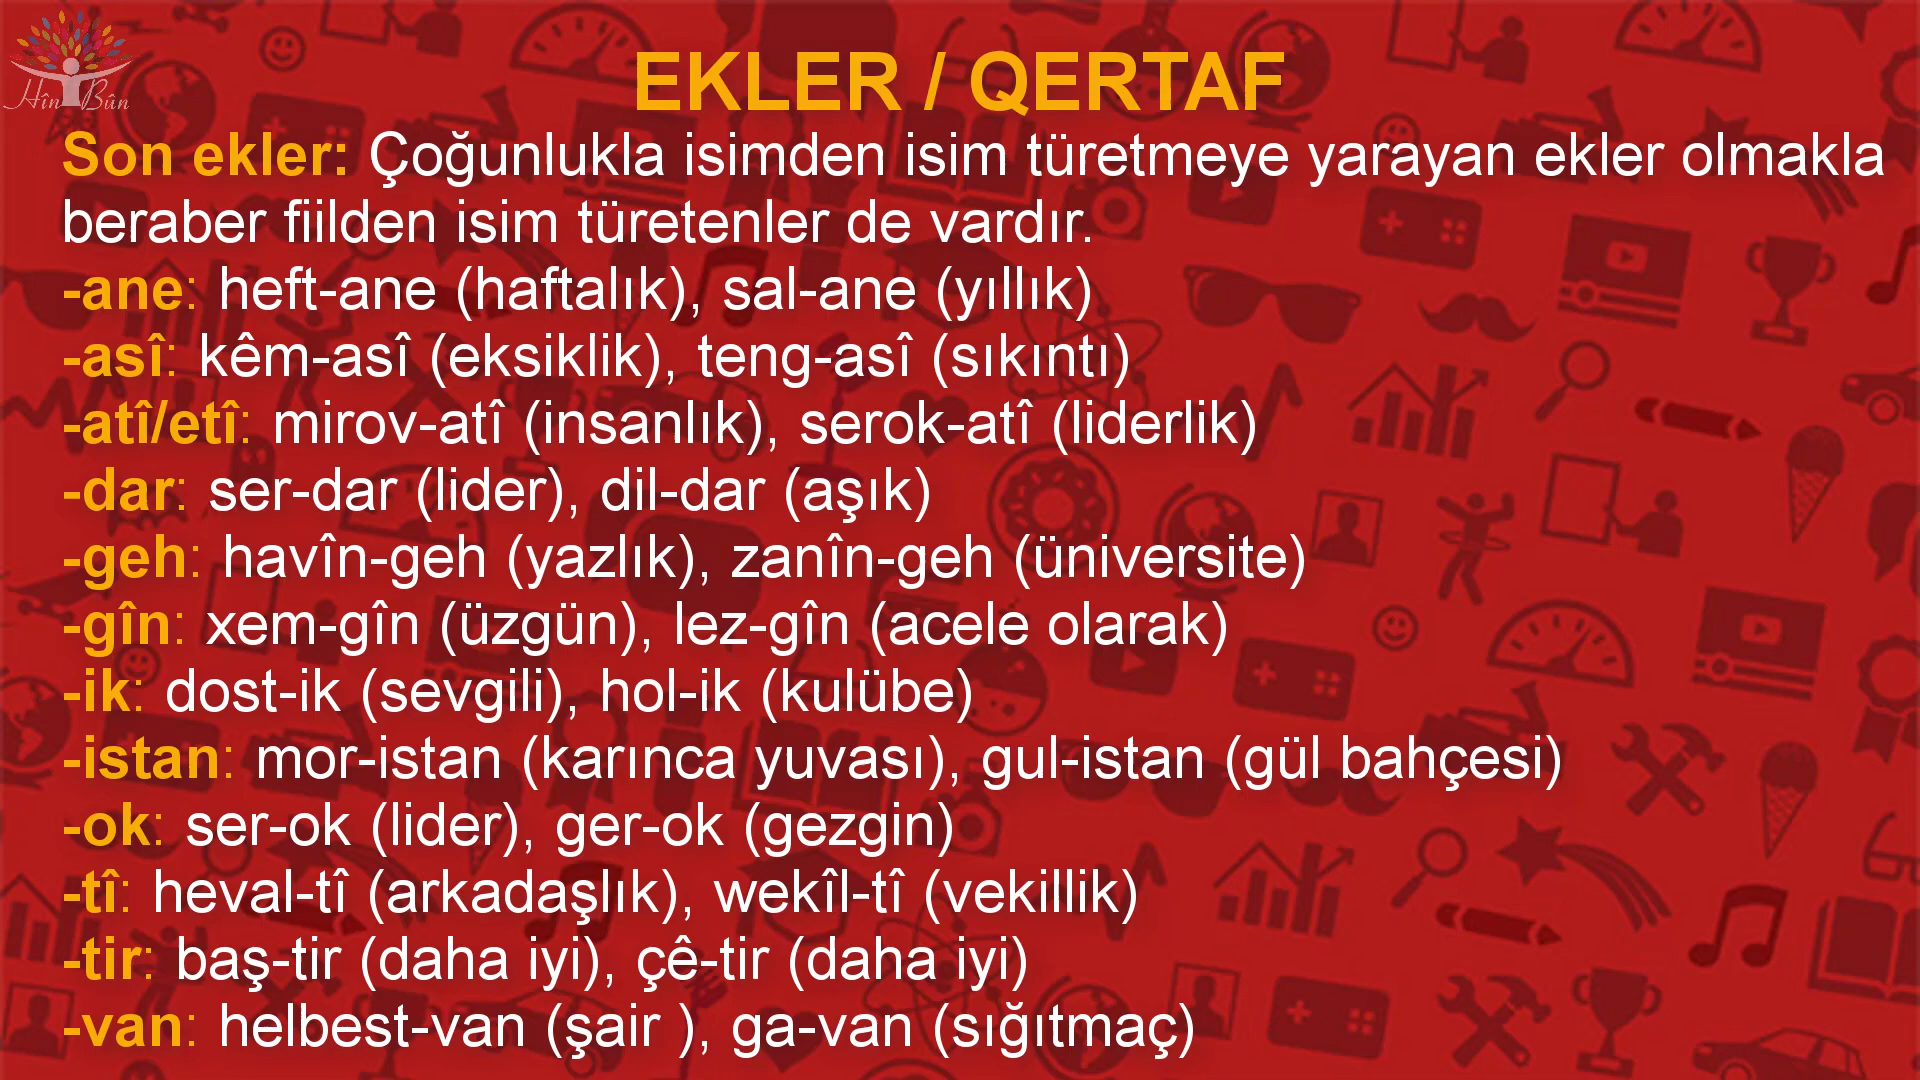 Hîn Bûn
EKLER / QERTAF
Son ekler: Çoğunlukla isimden isim türetmeye yarayan ekler olmakla
beraber fiilden isim türetenler de vardır.
-ane: heft-ane (haftalık), sal-ane (yıllık)
-asî: kêm-asî (eksiklik), teng-asî (sıkıntı)
-atî/etî: mirov-atî (insanlık), serok-atî (liderlik)
-dar: ser-dar (lider), dil-dar (aşık)
-geh: havîn-geh (yazlık), zanîn-geh (üniversite)
-gîn: xem-gîn (üzgün), lez-gîn (acele olarak)
-ik: dost-ik (sevgili), hol-ik (kulübe)
-istan: mor-istan (karınca yuvası), gul-istan (gül bahçesi)
-ok: ser-ok (lider), ger-ok (gezgin)
-tî: heval-tî (arkadaşlık), wekîl-tî (vekillik)
-tir: baş-tir (daha iyi), çê-tir (daha iyi)
-van: helbest-van (şair ), ga-van (sığıtmaç)